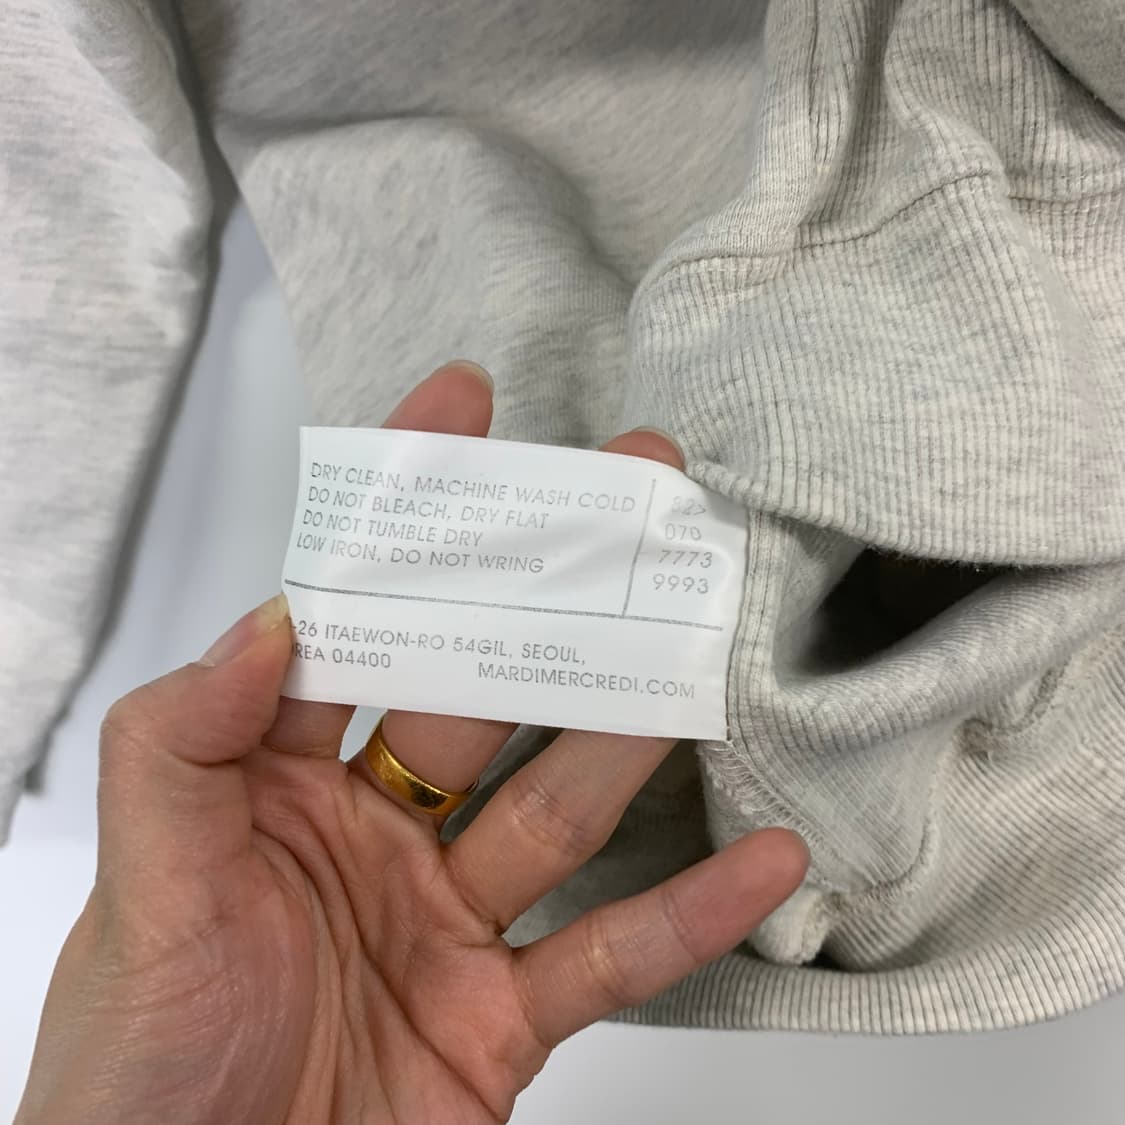 DRY CLEAN, MACHINE WASH COLD
DO NOT BLEACH, DRY FLAT
DO NOT TUMBLE DRY
LOW IRON, DO NOT WRING
82>
070
7773
9993
-26 ITAEWON-RO 54GIL, SEOUL,
REA 04400
MARDIMERCREDI.COM